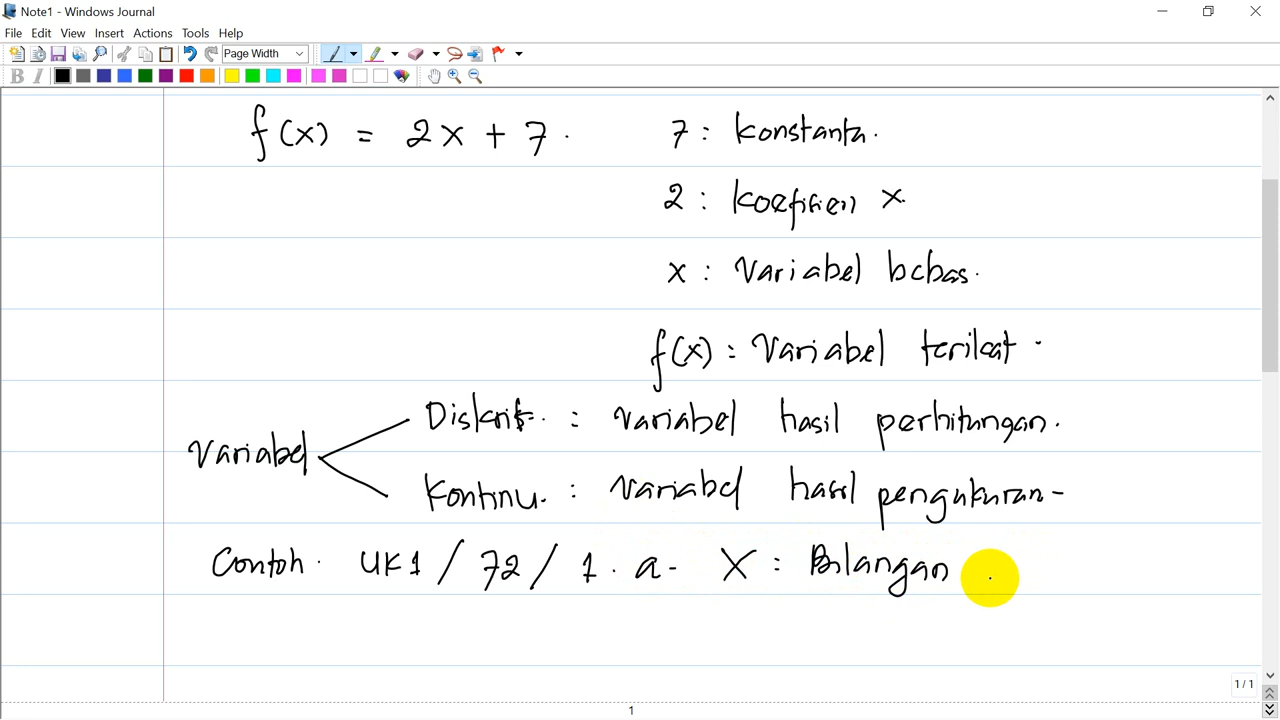 Note1 - Windows Journal
File Edit View Insert Actions Tools Help
Page Width
B I
f(x) = 2x + 7. 7 : Konstanta.
2 : Koefisien x.
x : Variabel bebas.
f(x) : Variabel terikat.
Variabel
Diskrit. : Variabel hasil perhitungan.
Kontinu. : Variabel hasil pengukuran-
Contoh. UK1 / 72 / 1. a- X : Bilangan
1/1
1